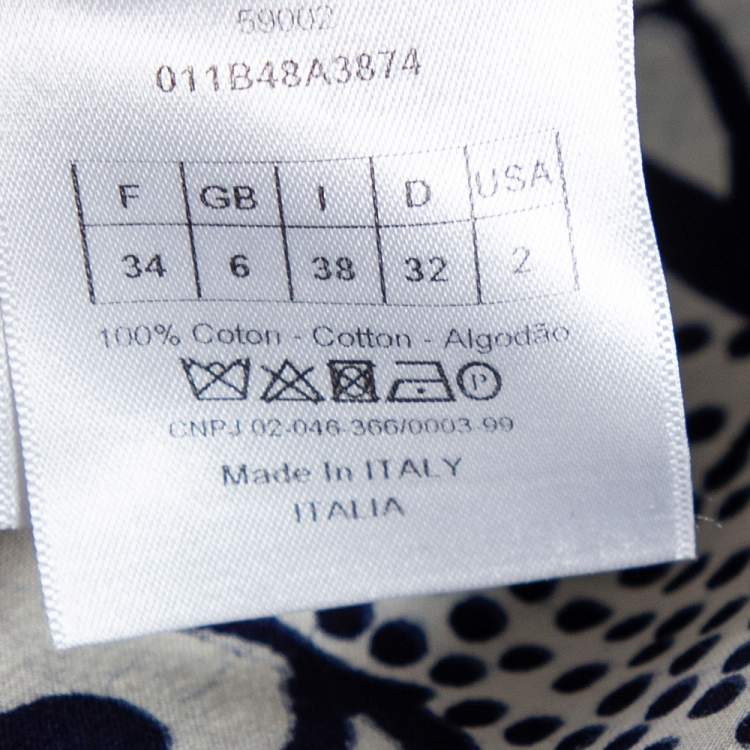 59002
011B48A3874
F GB I D USA
34 6 38 32 2
100% Coton - Cotton - Algodão
P
CNPJ 02-046-366/0003-99
Made In ITALY
ITALIA